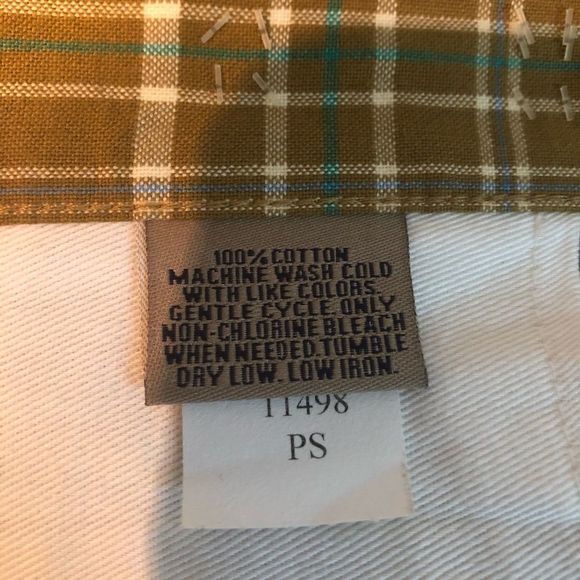 100% COTTON
MACHINE WASH COLD
WITH LIKE COLORS.
GENTLE CYCLE. ONLY
NON-CHLORINE BLEACH
WHEN NEEDED. TUMBLE
DRY LOW. LOW IRON.
11498
PS